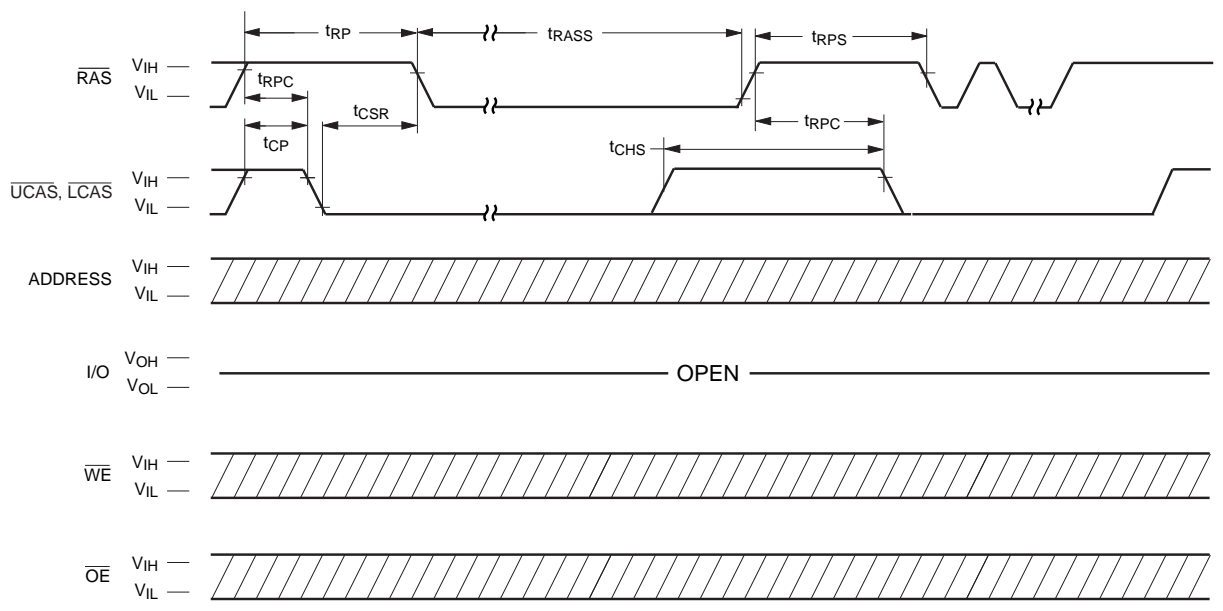 tRP
tRASS
tRPS
RAS
VIH
VIL
tRPC
tCSR
tRPC
tCP
tCHS
UCAS, LCAS
VIH
VIL
ADDRESS
VIH
VIL
I/O
VOH
VOL
OPEN
WE
VIH
VIL
OE
VIH
VIL